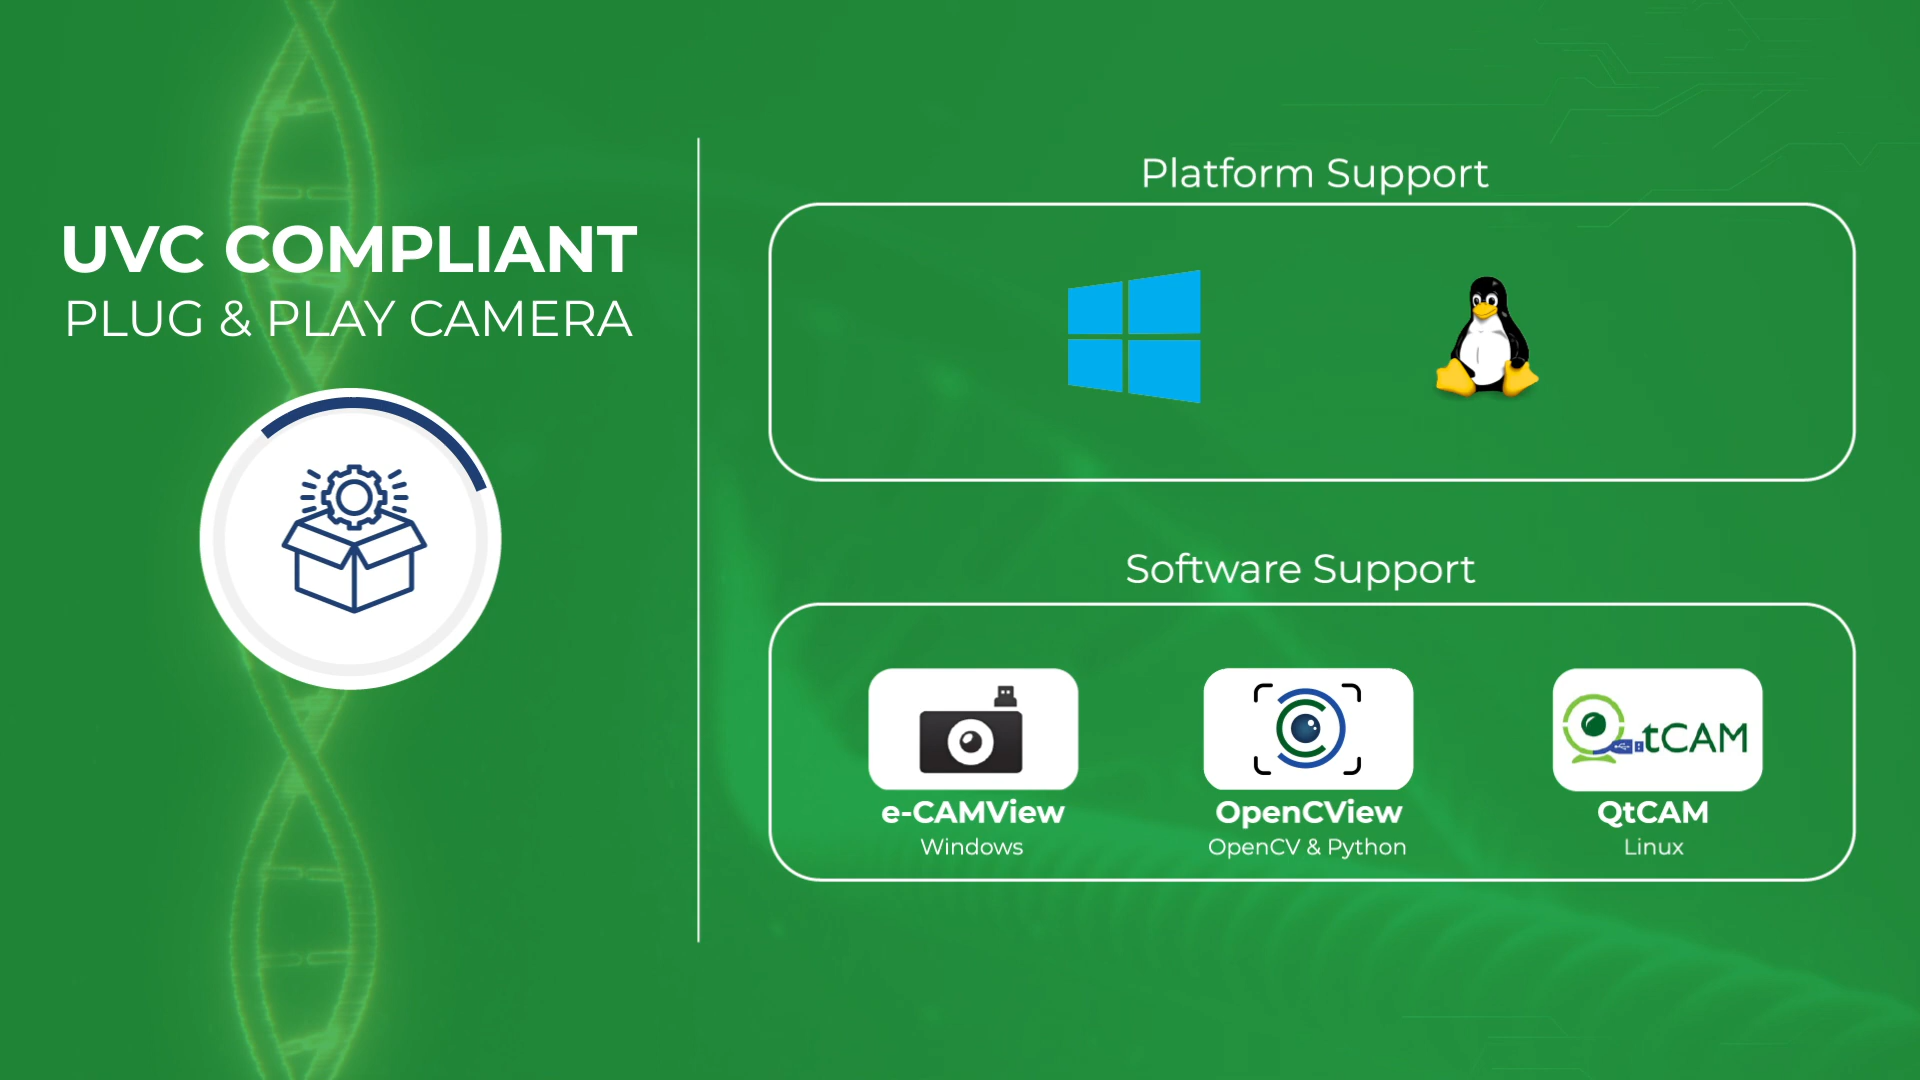 UVC COMPLIANT
PLUG & PLAY CAMERA
Platform Support
Software Support
tCAM
e-CAMView
Windows
OpenCView
OpenCV & Python
QtCAM
Linux